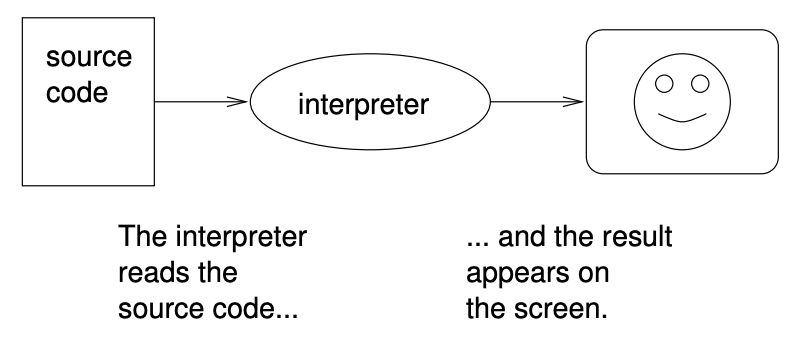 source
code
interpreter
The interpreter
reads the
source code...
... and the result
appears on
the screen.